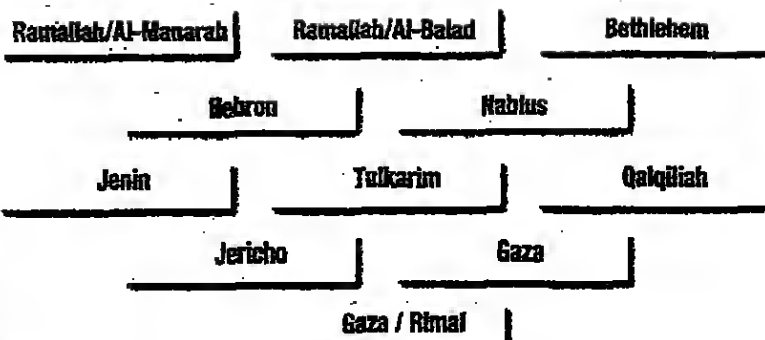 Ramallah/Al-Manarah Ramallah/Al-Balad Bethlehem
Hebron Nablus
Jenin Tulkarim Qalqiliah
Jericho Gaza
Gaza / Rimal